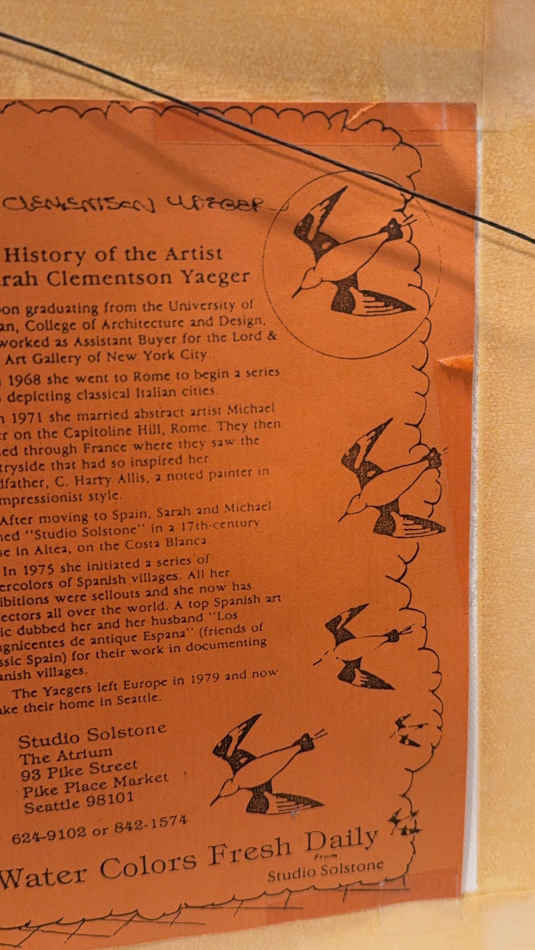 CLEMENTSON YAEGER
History of the Artist
rah Clementson Yaeger
on graduating from the University of
an, College of Architecture and Design,
worked as Assistant Buyer for the Lord &
Art Gallery of New York City.
1968 she went to Rome to begin a series
depicting classical Italian cities.
n 1971 she married abstract artist Michael
r on the Capitoline Hill, Rome. They then
ed through France where they saw the
tryside that had so inspired her
dfather, C. Harry Allis, a noted painter in
mpressionist style.
After moving to Spain, Sarah and Michael
ned "Studio Solstone" in a 17th-century
se in Altea, on the Costa Blanca.
In 1975 she initiated a series of
ercolors of Spanish villages. All her
ibitions were sellouts and she now has
ectors all over the world. A top Spanish art
ic dubbed her and her husband "Los
agnicentes de antique Espana" (friends of
ssic Spain) for their work in documenting
anish villages.
The Yaegers left Europe in 1979 and now
ake their home in Seattle.
Studio Solstone
The Atrium
93 Pike Street
Pike Place Market
Seattle 98101
624-9102 or 842-1574
Water Colors Fresh Daily
From
Studio Solstone